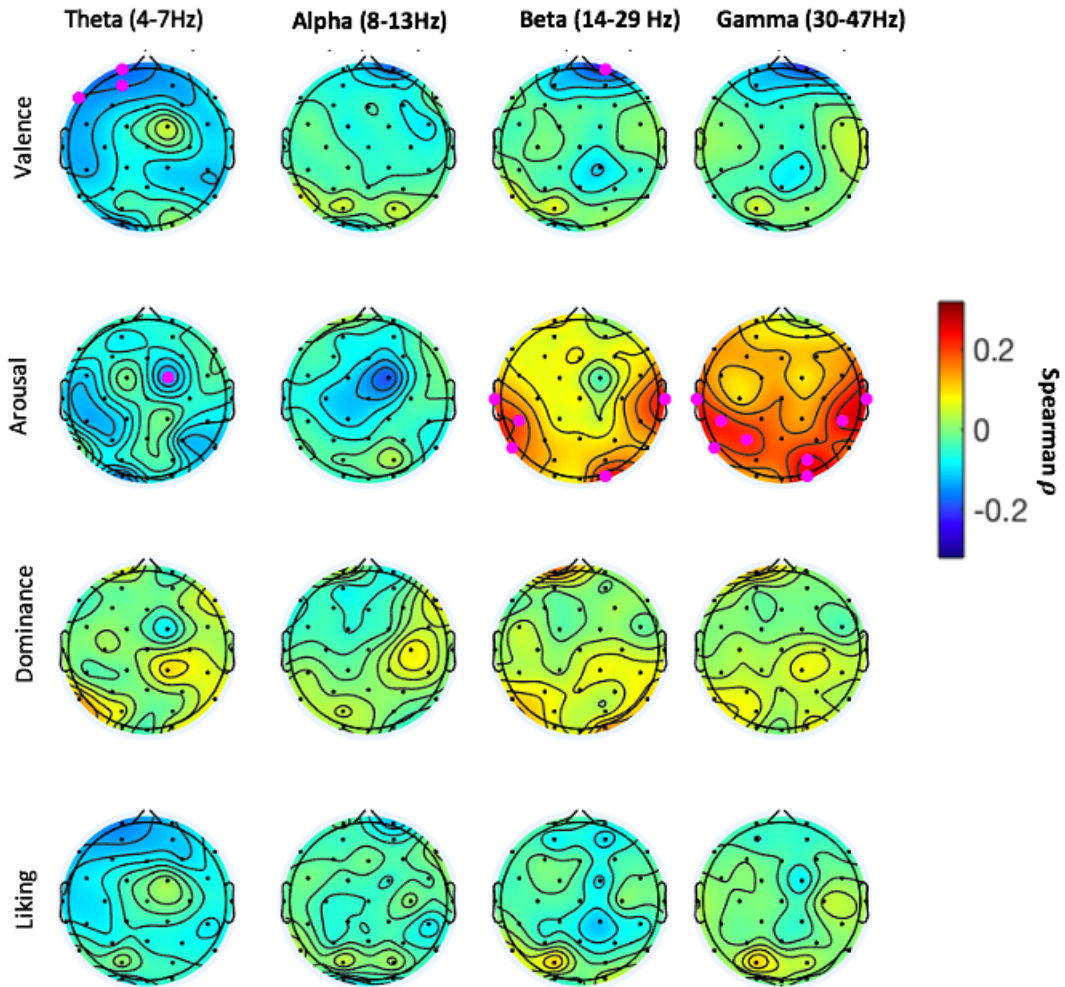 Theta (4-7Hz)
Alpha (8-13Hz)
Beta (14-29 Hz)
Gamma (30-47Hz)
Valence
Arousal
Dominance
Liking
0.2
0
-0.2
Spearman ρ